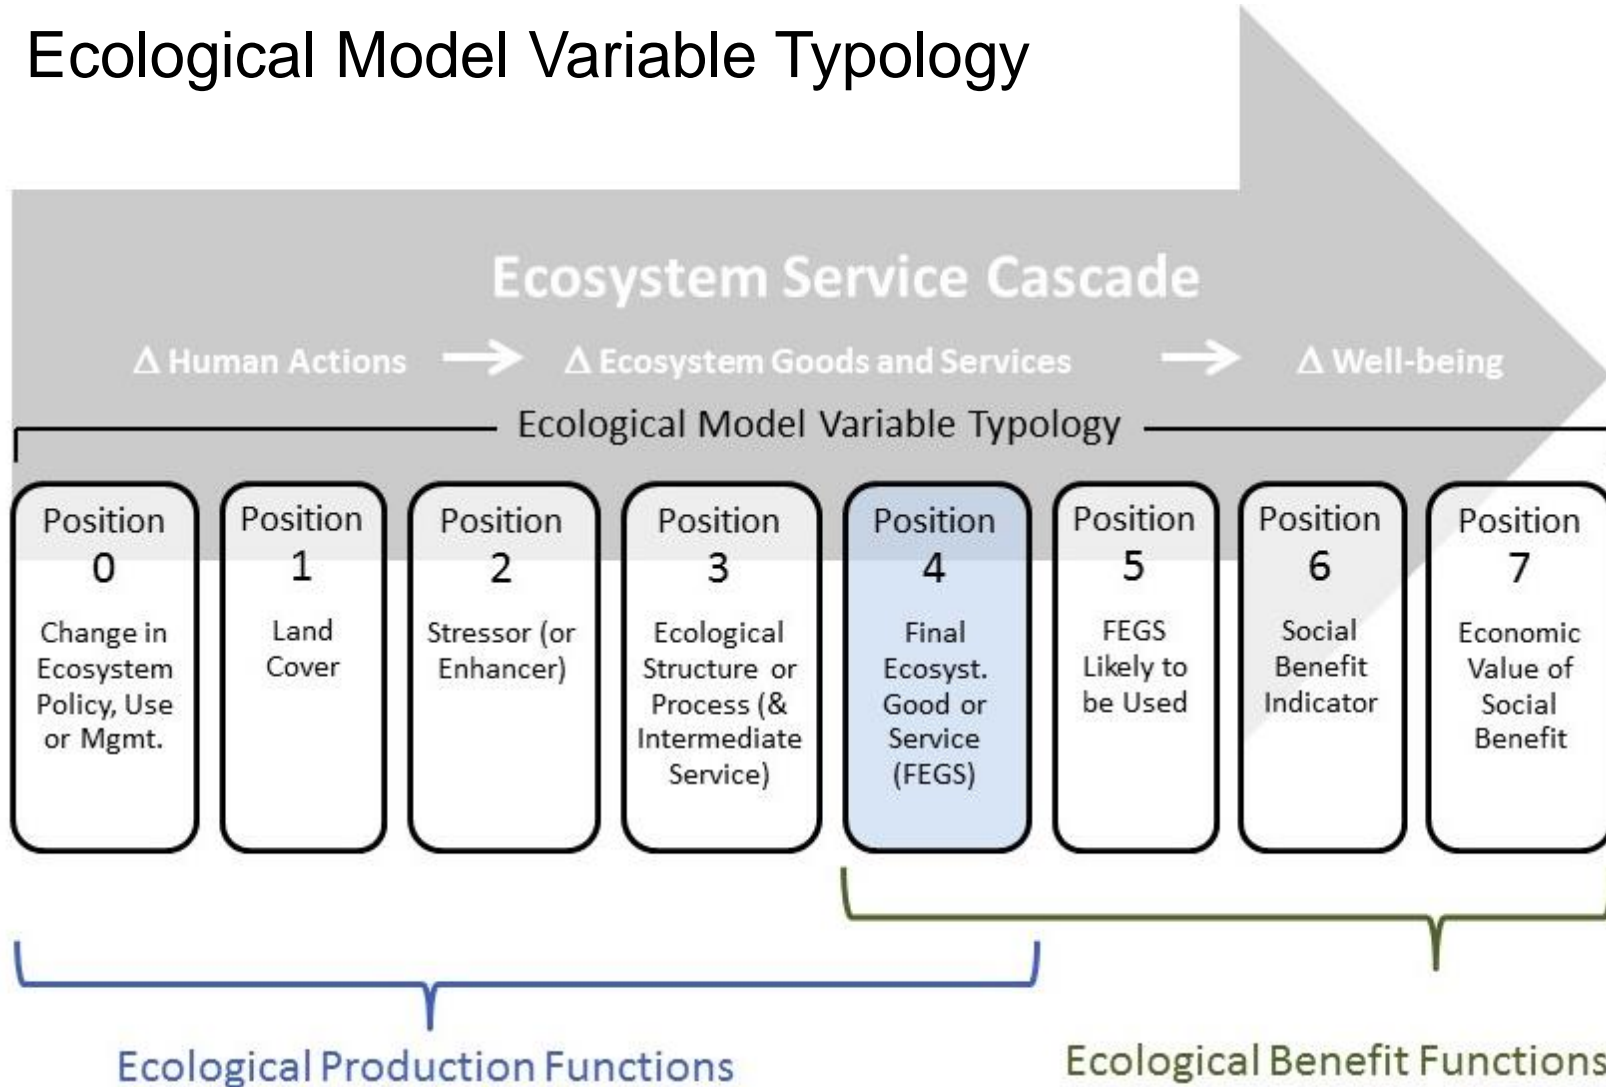 Ecological Model Variable Typology
Ecosystem Service Cascade
Δ Human Actions → Δ Ecosystem Goods and Services → Δ Well-being
Ecological Model Variable Typology
Position
0
Change in
Ecosystem
Policy, Use
or Mgmt.
Position
1
Land
Cover
Position
2
Stressor (or
Enhancer)
Position
3
Ecological
Structure or
Process (&
Intermediate
Service)
Position
4
Final
Ecosyst.
Good or
Service
(FEGS)
Position
5
FEGS
Likely to
be Used
Position
6
Social
Benefit
Indicator
Position
7
Economic
Value of
Social
Benefit
Ecological Production Functions
Ecological Benefit Functions